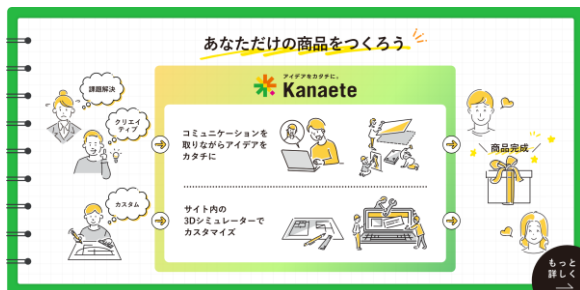 あなただけの商品をつくろう
アイデアをカタチに。
Kanaete
課題解決
クリエイ
ティブ
コミュニケーションを
取りながらアイデアを
カタチに
商品完成
カスタム
サイト内の
3Dシミュレーターで
カスタマイズ
もっと
詳しく